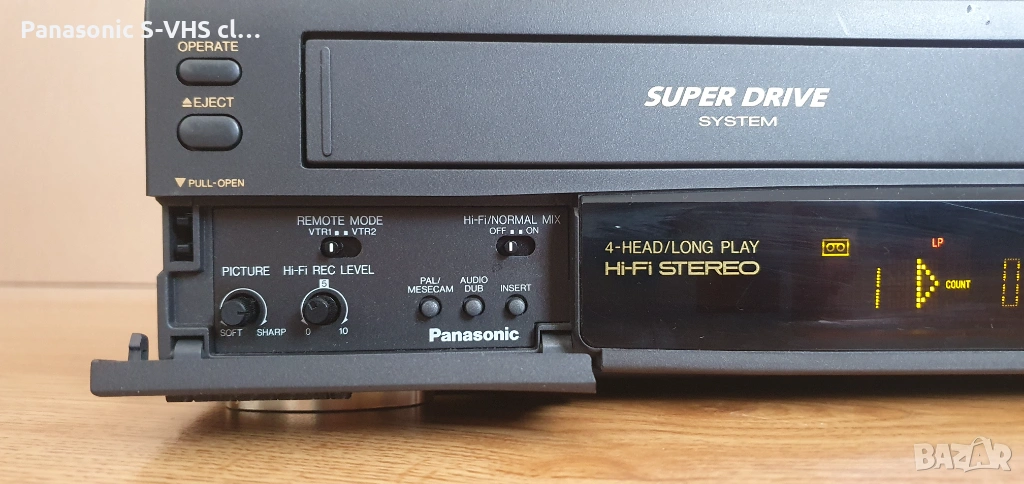 Panasonic S-VHS cl...
OPERATE
▲EJECT
▼ PULL-OPEN
SUPER DRIVE
SYSTEM
REMOTE MODE
VTR1 VTR2
Hi-Fi/NORMAL MIX
OFF ON
PICTURE
SOFT SHARP
Hi-Fi REC LEVEL
5
0 10
PAL/
MESECAM
AUDIO
DUB
INSERT
Panasonic
4-HEAD/LONG PLAY
Hi-Fi STEREO
LP
COUNT
BAZAR